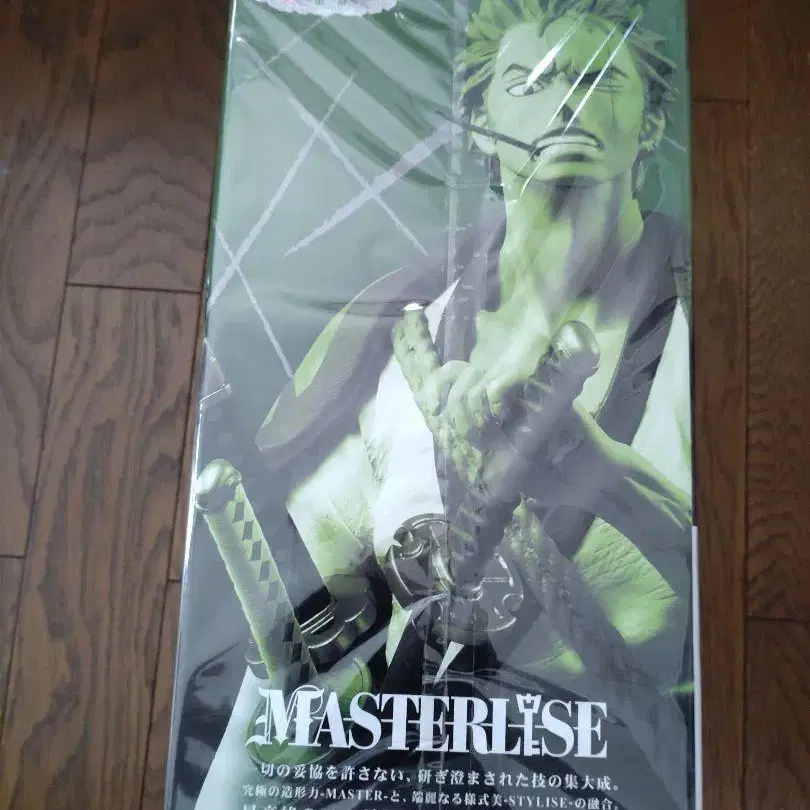 MASTERLISE
一切の妥協を許さない、研ぎ澄まされた技の集大成。
究極の造形力-MASTER-と、端麗なる様式美-STYLISE-の融合。